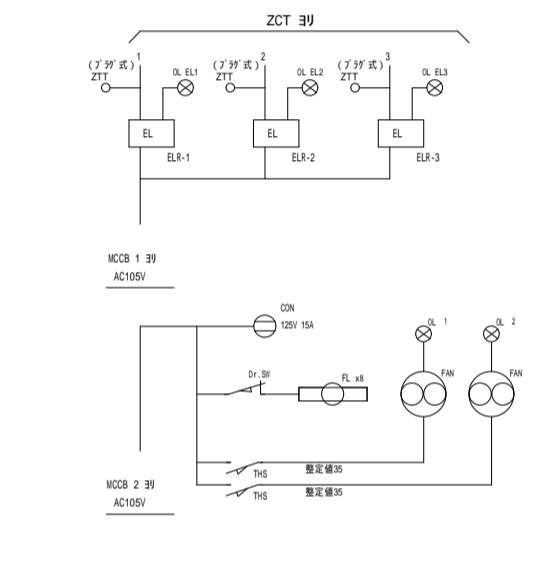 ZCT ヨリ
1
2
3
(ﾌﾟﾗｸﾞ式)
ZTT
OL EL1
(ﾌﾟﾗｸﾞ式)
ZTT
OL EL2
(ﾌﾟﾗｸﾞ式)
ZTT
OL EL3
EL
EL
EL
ELR-1
ELR-2
ELR-3
MCCB 1 ヨリ
AC105V
CON
125V 15A
OL 1
OL 2
Dr.SW
FL x8
FAN
FAN
THS
整定値35
MCCB 2 ヨリ
AC105V
THS
整定値35